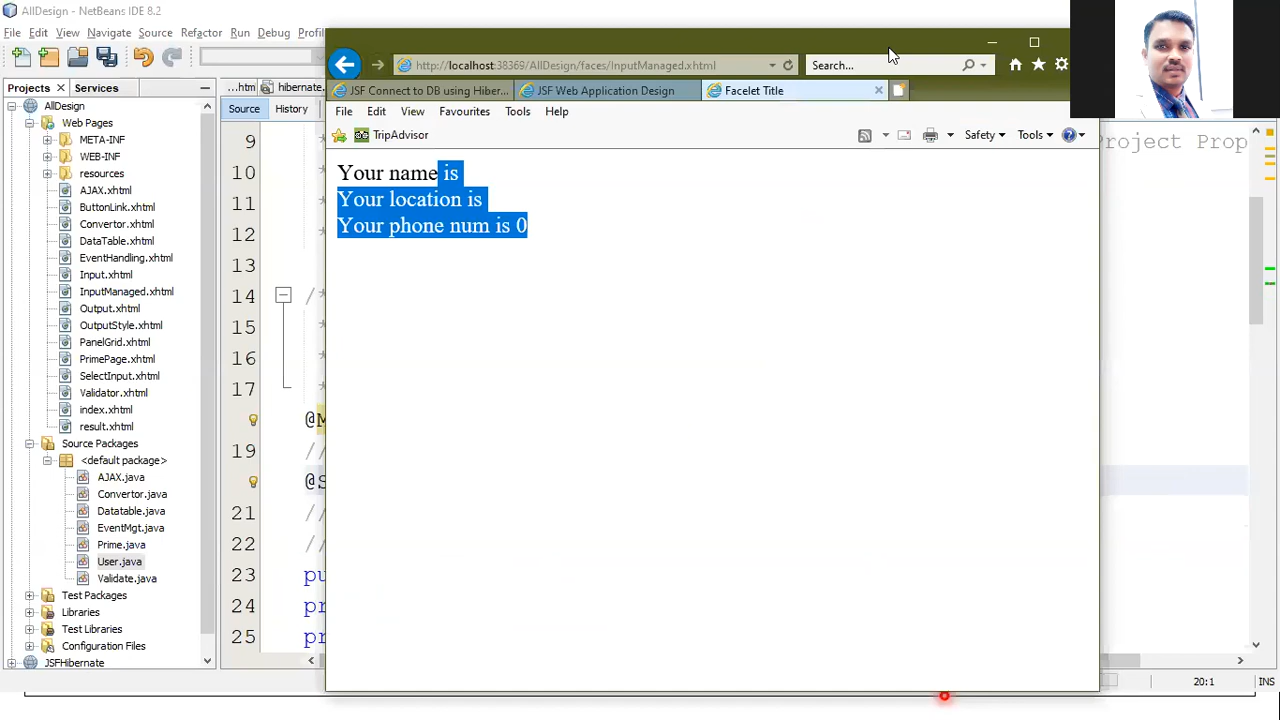 AllDesign - NetBeans IDE 8.2
File Edit View Navigate Source Refactor Run Debug Profil
Projects Services
AllDesign
Web Pages
META-INF
WEB-INF
resources
AJAX.xhtml
ButtonLink.xhtml
Convertor.xhtml
DataTable.xhtml
EventHandling.xhtml
Input.xhtml
InputManaged.xhtml
Output.xhtml
OutputStyle.xhtml
PanelGrid.xhtml
PrimePage.xhtml
SelectInput.xhtml
Validator.xhtml
index.xhtml
result.xhtml
Source Packages
<default package>
AJAX.java
Convertor.java
Datatable.java
EventMgt.java
Prime.java
User.java
Validate.java
Test Packages
Libraries
Test Libraries
Configuration Files
JSFHibernate
...html hibernate.
Source History
9 *
10 *
11 *
12 *
13
14 /*
15 *
16 *
17 *
@M
19 //
@S
21 //
22 //
23 pu
24 pr
25 pr
http://localhost:38369/AllDesign/faces/InputManaged.xhtml
Search...
JSF Connect to DB using Hiber... JSF Web Application Design Facelet Title
File Edit View Favourites Tools Help
TripAdvisor
Safety Tools
Your name is
Your location is
Your phone num is 0
Project Prop
20:1 INS